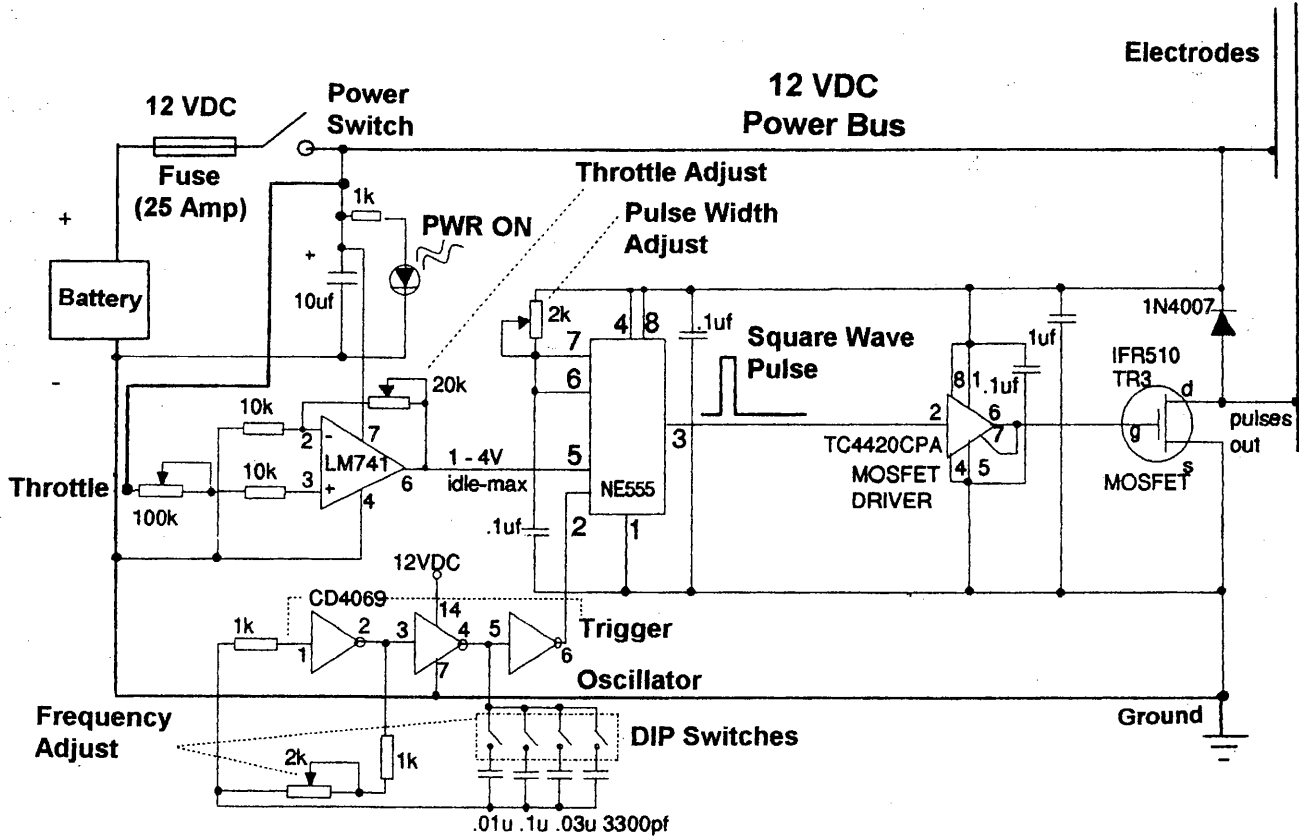 Electrodes
12 VDC
Power Bus
12 VDC
Power
Switch
Fuse
(25 Amp)
Throttle Adjust
Pulse Width
Adjust
1k
PWR ON
+
+
Battery
-
10uf
2k
4 8
7
6
5
2
1
3
NE555
.1uf
Square Wave
Pulse
1uf
1N4007
IFR510
TR3
d
g
s
MOSFET
pulses
out
8 1
.1uf
2
6
7
4 5
TC4420CPA
MOSFET
DRIVER
20k
10k
10k
2
-
7
LM741
3
+
4
6
1 - 4V
idle-max
Throttle
100k
.1uf
12VDC
CD4069
14
1k
1
2
3
4
5
6
7
Trigger
Oscillator
Ground
Frequency
Adjust
2k
1k
DIP Switches
.01u .1u .03u 3300pf